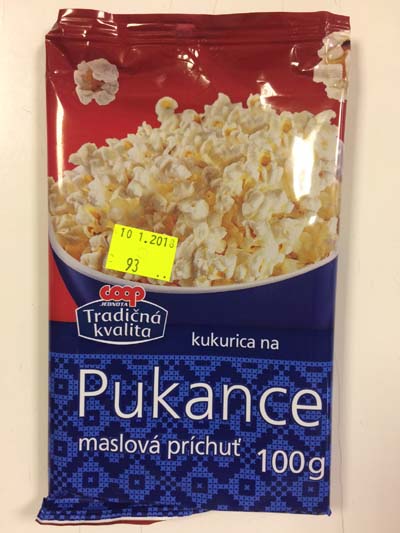 10 1.2018
93
coop
JEDNOTA
Tradičná
kvalita
kukurica na
Pukance
maslová príchuť
100g